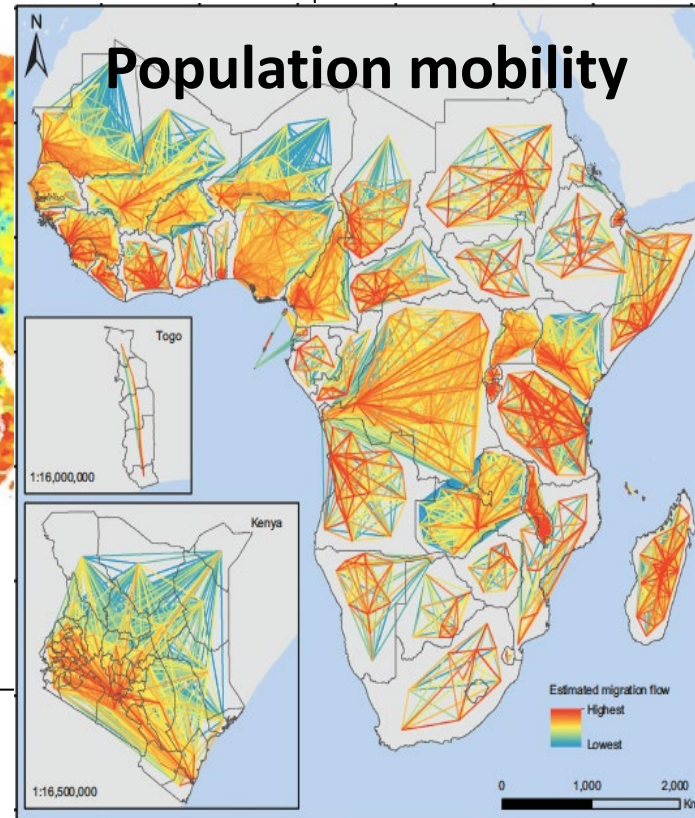 N
Population mobility
Togo
1:16,000,000
Kenya
1:16,500,000
Estimated migration flow
Highest
Lowest
0 1,000 2,000
Km